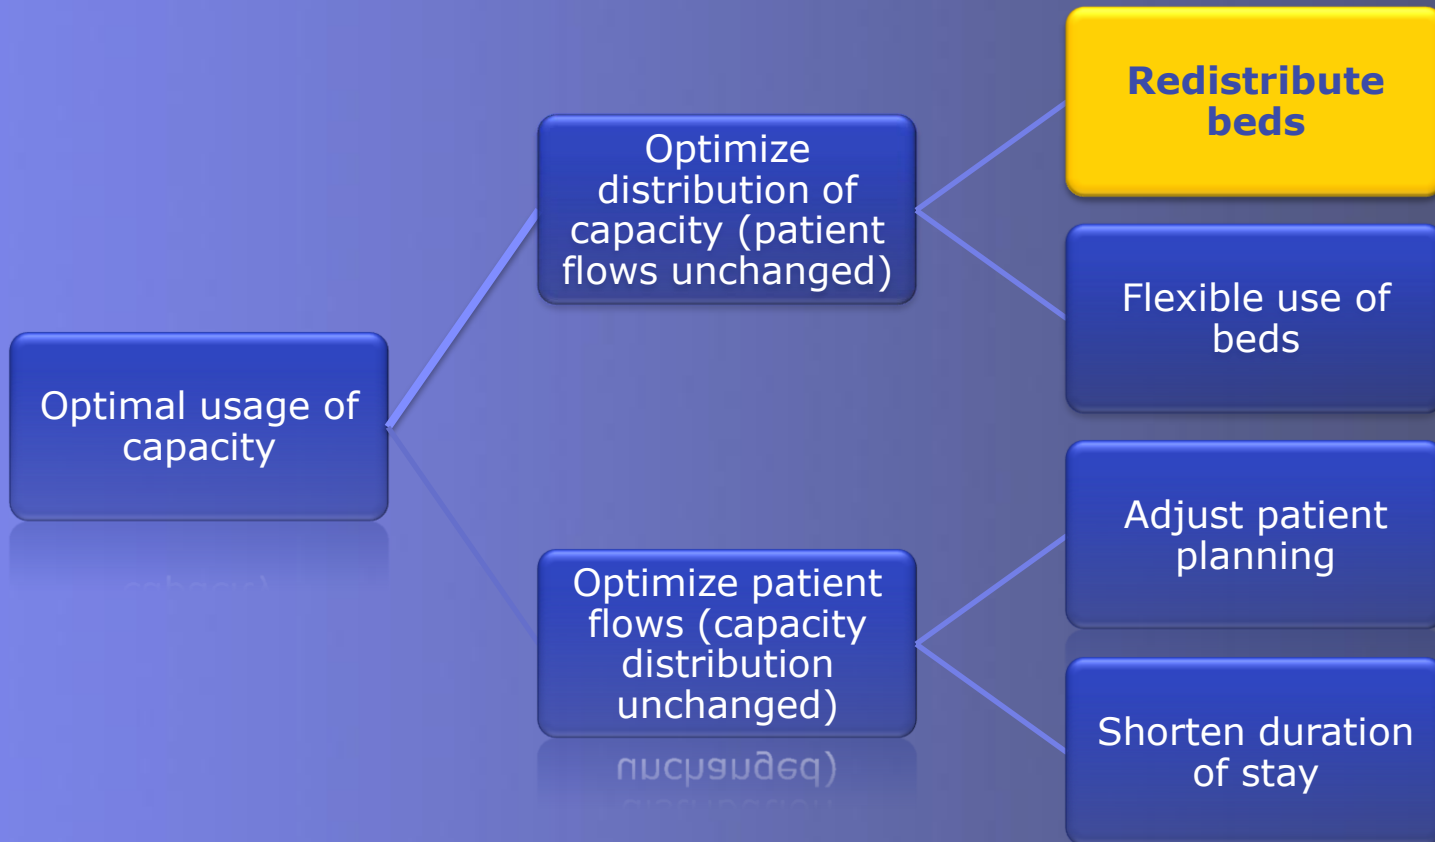 Optimal usage of
capacity
Optimize
distribution of
capacity (patient
flows unchanged)
Redistribute
beds
Flexible use of
beds
Optimize patient
flows (capacity
distribution
unchanged)
Adjust patient
planning
Shorten duration
of stay